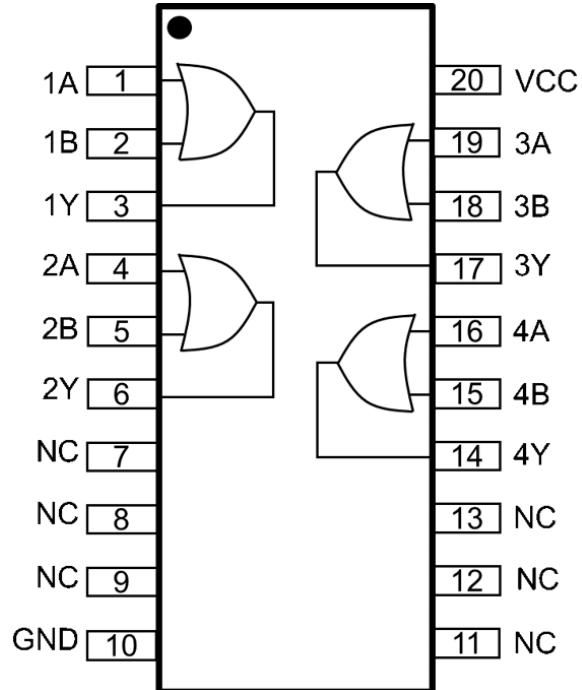 1A 1 20 VCC
1B 2 19 3A
1Y 3 18 3B
2A 4 17 3Y
2B 5 16 4A
2Y 6 15 4B
NC 7 14 4Y
NC 8 13 NC
NC 9 12 NC
GND 10 11 NC